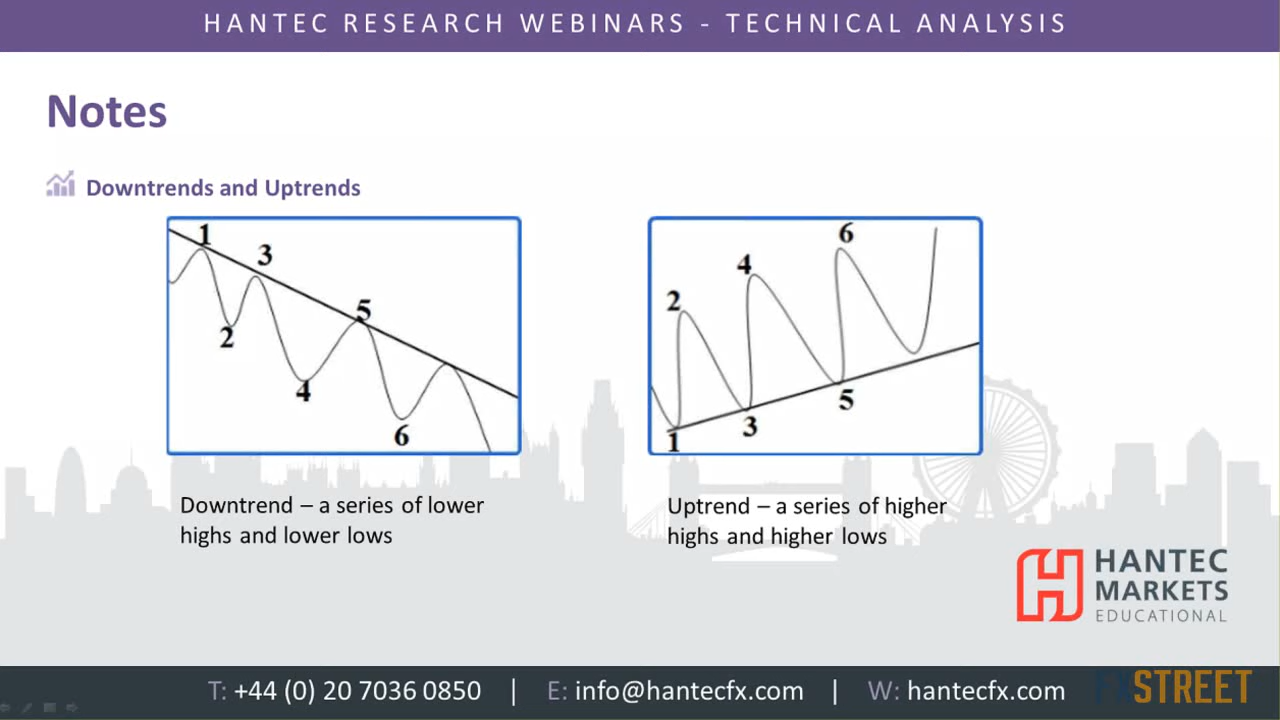 HANTEC RESEARCH WEBINARS - TECHNICAL ANALYSIS
Notes
Downtrends and Uptrends
1
3
5
2
4
6
6
4
2
5
3
1
Downtrend – a series of lower
highs and lower lows
Uptrend – a series of higher
highs and higher lows
HANTEC
MARKETS
EDUCATIONAL
T: +44 (0) 20 7036 0850 | E: info@hantecfx.com | W: hantecfx.com
FXSTREET